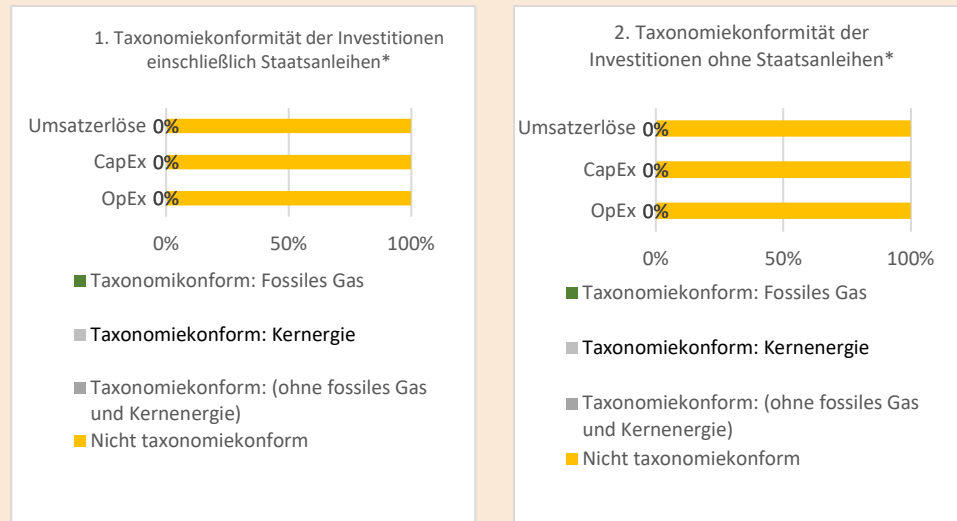 1. Taxonomiekonformität der Investitionen
einschließlich Staatsanleihen*
Umsatzerlöse 0%
CapEx 0%
OpEx 0%
0% 50% 100%
Taxonomikonform: Fossiles Gas
Taxonomiekonform: Kernergie
Taxonomiekonform: (ohne fossiles Gas
und Kernenergie)
Nicht taxonomiekonform
2. Taxonomiekonformität der
Investitionen ohne Staatsanleihen*
Umsatzerlöse 0%
CapEx 0%
OpEx 0%
0% 50% 100%
Taxonomiekonform: Fossiles Gas
Taxonomiekonform: Kernenergie
Taxonomiekonform: (ohne fossiles Gas
und Kernenergie)
Nicht taxonomiekonform